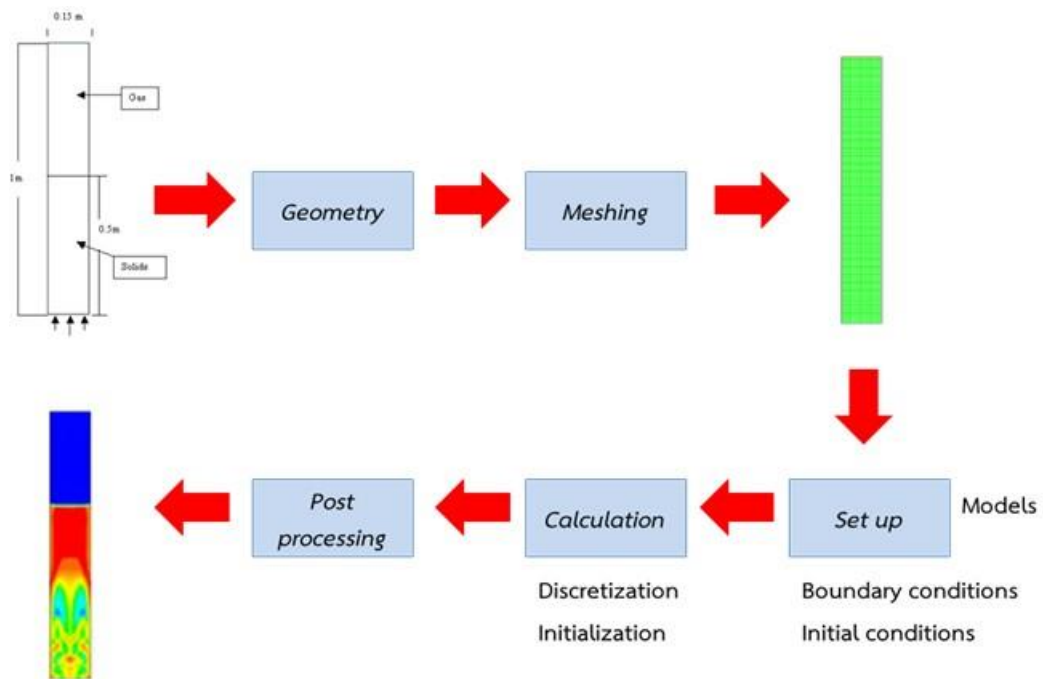 0.15 m
Gas
1m
0.5m
Solids
Geometry
Meshing
Post
processing
Calculation
Set up
Models
Discretization
Boundary conditions
Initialization
Initial conditions